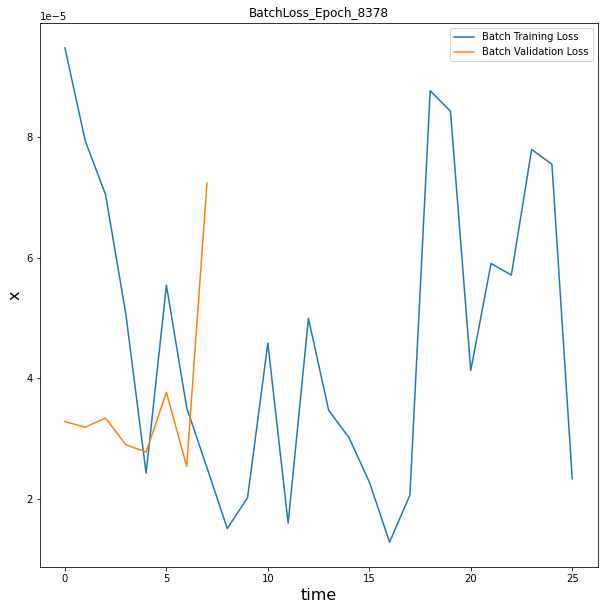 BatchLoss_Epoch_8378
1e−5
Batch Training Loss
Batch Validation Loss
8
6
4
2
x
0 5 10 15 20 25
time